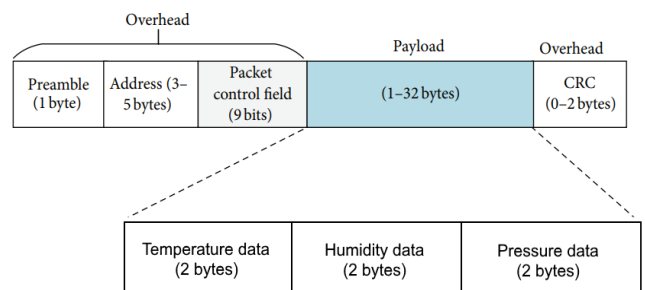 Overhead
Payload
Overhead
Preamble
(1 byte)
Address (3–
5 bytes)
Packet
control field
(9 bits)
(1–32 bytes)
CRC
(0–2 bytes)
Temperature data
(2 bytes)
Humidity data
(2 bytes)
Pressure data
(2 bytes)